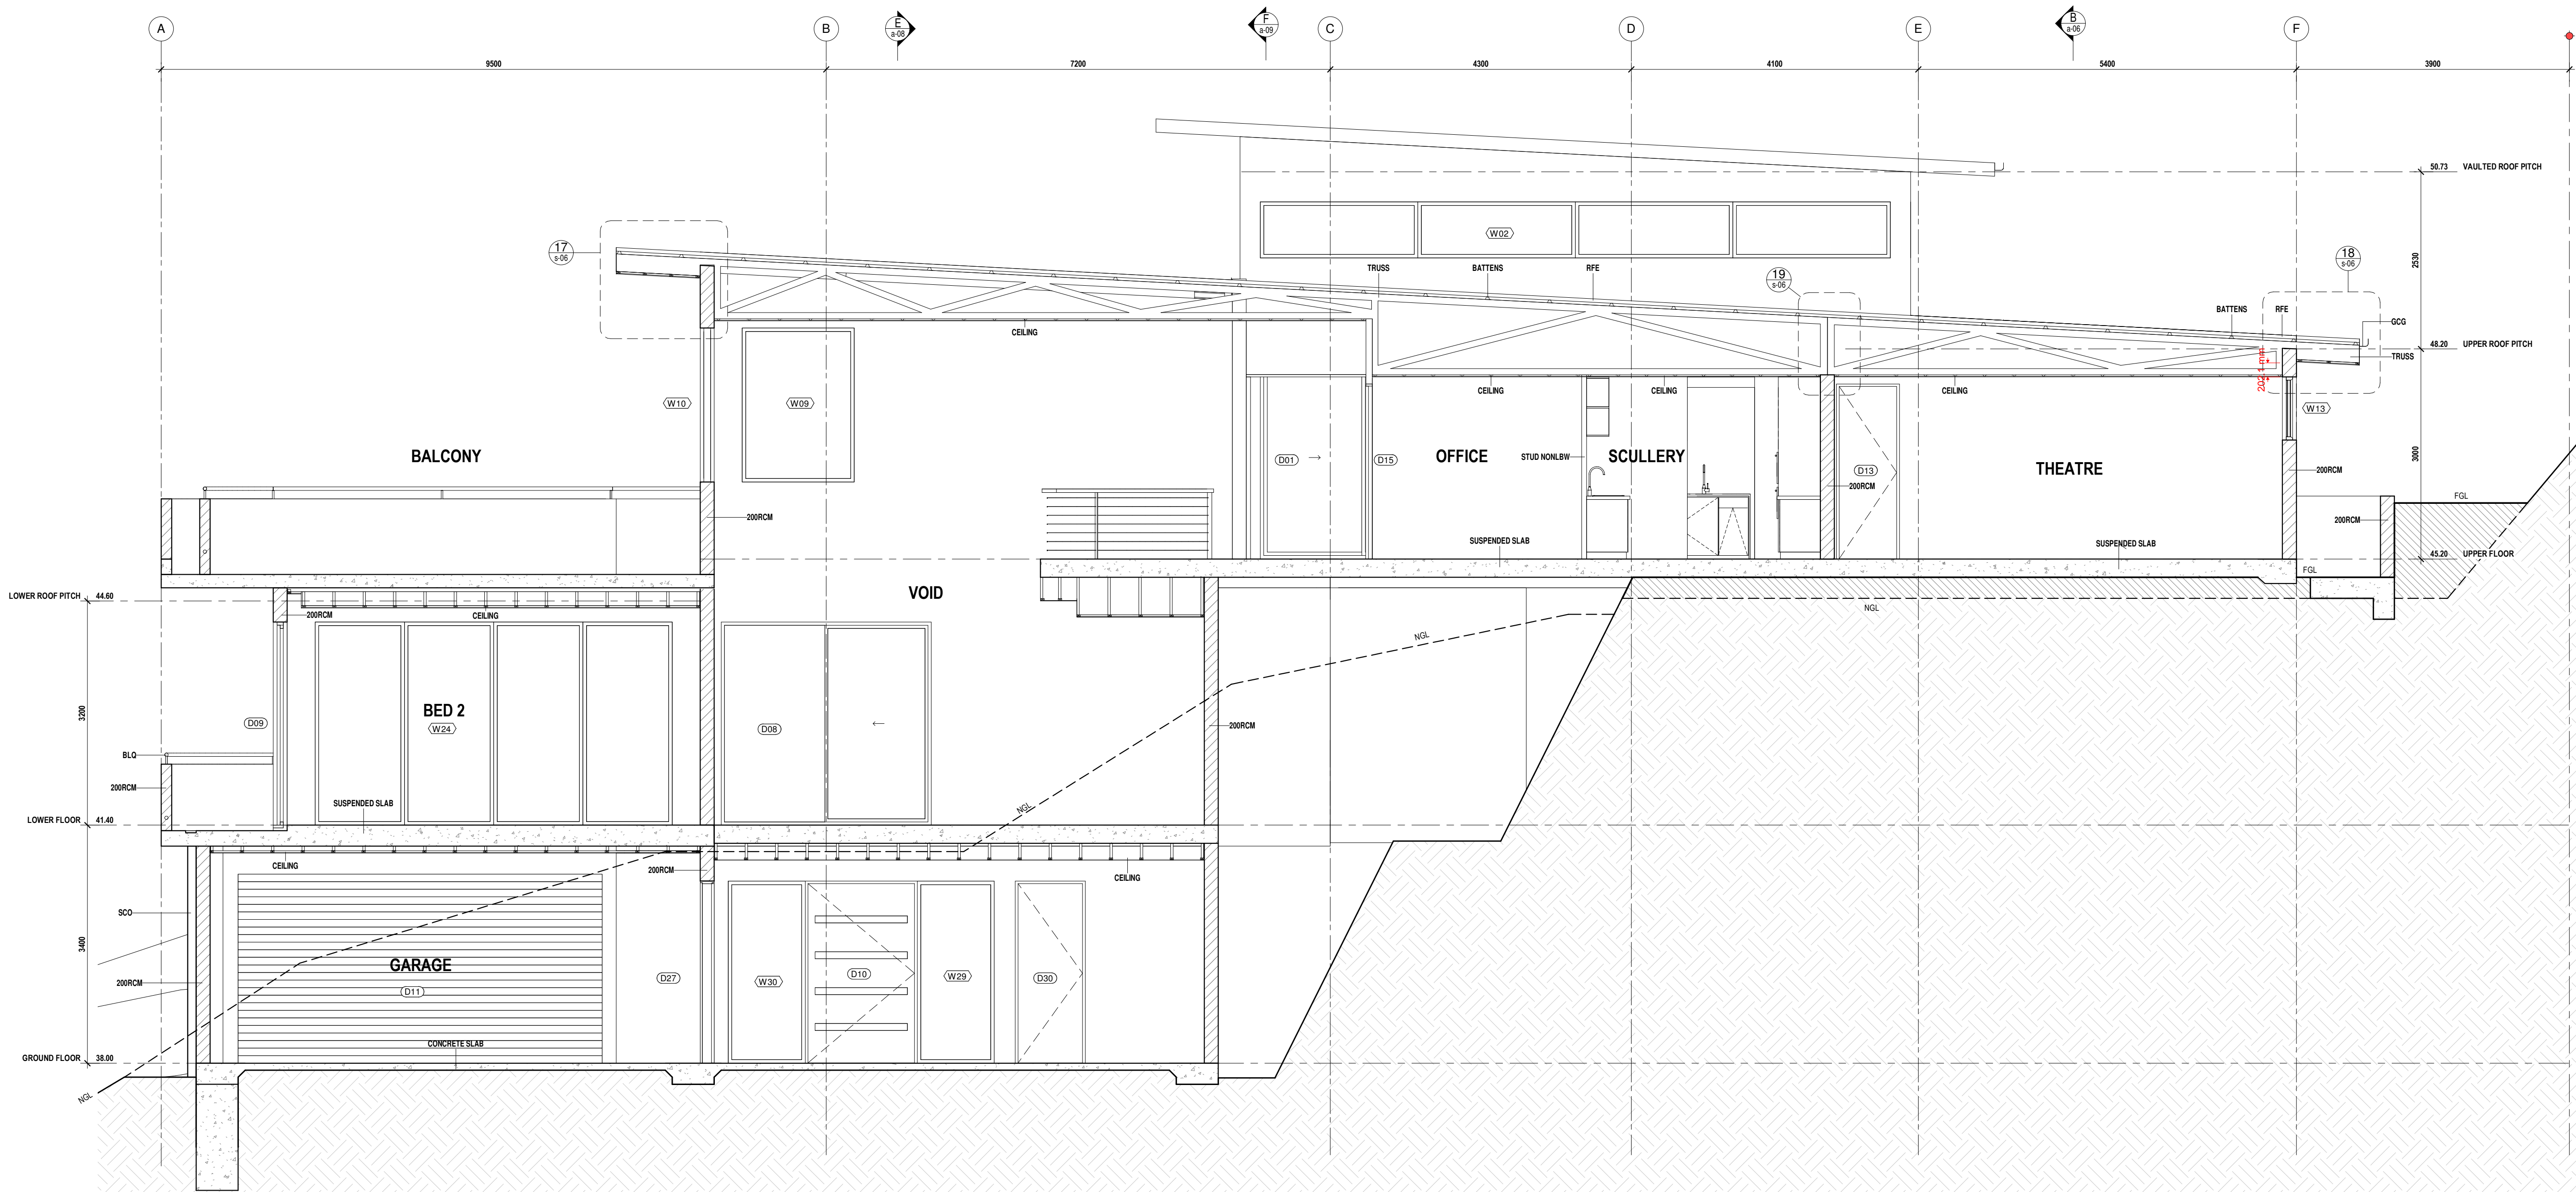 A
B
E
a-08
F
a-09
C
D
E
B
a-06
F
9500
7200
4300
4100
5400
3900
50.73 VAULTED ROOF PITCH
W02
17
s-06
18
s-06
19
s-06
TRUSS
BATTENS
RFE
2530
BATTENS
RFE
GCG
CEILING
48.20 UPPER ROOF PITCH
TRUSS
202.1 mm
CEILING
CEILING
CEILING
W10
W09
W13
BALCONY
D01
D15
OFFICE
STUD NONLBW
SCULLERY
D13
THEATRE
3000
200RCM
200RCM
FGL
200RCM
200RCM
SUSPENDED SLAB
SUSPENDED SLAB
45.20 UPPER FLOOR
FGL
LOWER ROOF PITCH 44.60
VOID
NGL
200RCM
CEILING
NGL
3200
BED 2
D09
W24
D08
200RCM
BLQ
200RCM
SUSPENDED SLAB
NGL
LOWER FLOOR 41.40
CEILING
200RCM
CEILING
SCO
3400
GARAGE
D11
D27
W30
D10
W29
D30
200RCM
CONCRETE SLAB
GROUND FLOOR 38.00
NGL